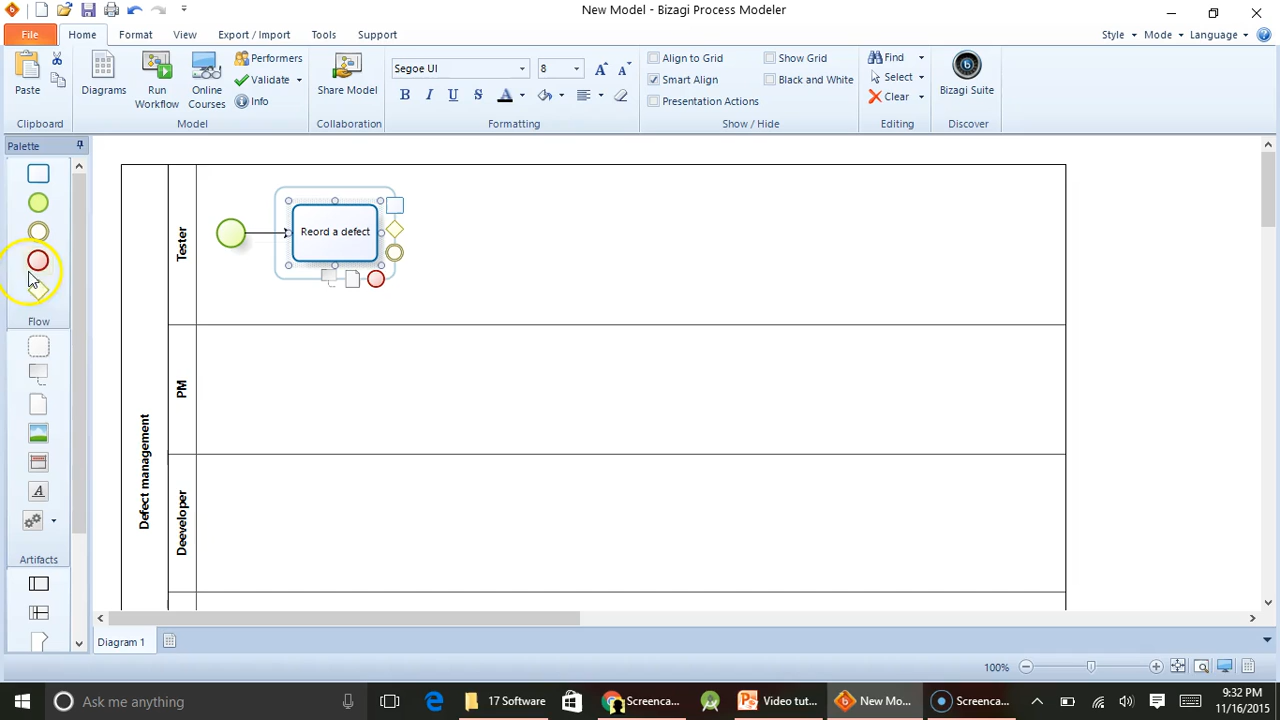 New Model - Bizagi Process Modeler
File
Home
Format
View
Export / Import
Tools
Support
Style
Mode
Language
Paste
Clipboard
Diagrams
Run
Workflow
Online
Courses
Performers
Validate
Info
Model
Share Model
Collaboration
Segoe UI
8
B I U S A
Formatting
Align to Grid
Smart Align
Presentation Actions
Show Grid
Black and White
Show / Hide
Find
Select
Clear
Editing
Bizagi Suite
Discover
Palette
Flow
A
Artifacts
Defect management
Tester
Reord a defect
PM
Deeveloper
Diagram 1
100%
Ask me anything
17 Software
Screenca...
Video tut...
New Mo...
Screenca...
9:32 PM
11/16/2015